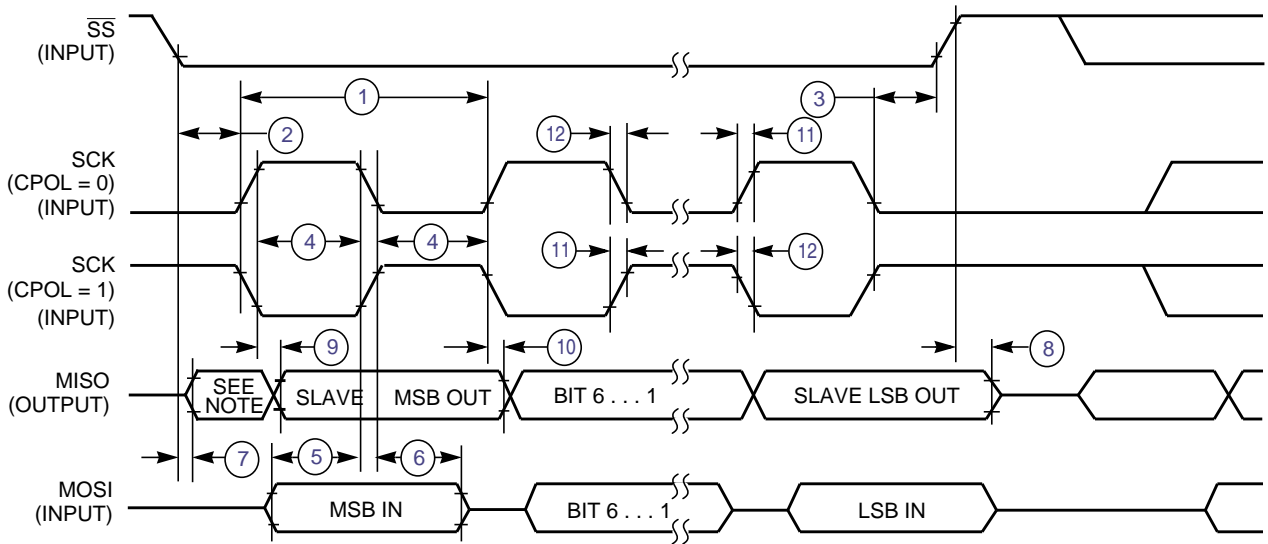 SS
(INPUT)
1
3
2
12
11
SCK
(CPOL = 0)
(INPUT)
4
4
SCK
(CPOL = 1)
(INPUT)
11
12
9
10
8
MISO
(OUTPUT)
SEE
NOTE
SLAVE
MSB OUT
BIT 6 . . . 1
SLAVE LSB OUT
7
5
6
MOSI
(INPUT)
MSB IN
BIT 6 . . . 1
LSB IN